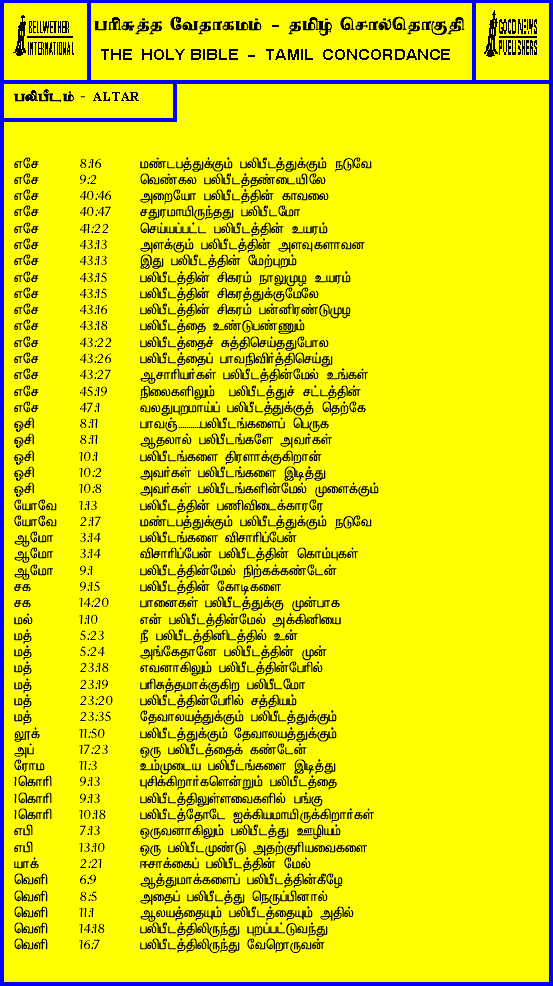 BELLWETHER
INTERNATIONAL
பரிசுத்த வேதாகமம் - தமிழ் சொல்தொகுதி
THE HOLY BIBLE - TAMIL CONCORDANCE
GOOD NEWS
PUBLISHERS
பலிபீடம் - ALTAR
எசே 8:16 மண்டபத்துக்கும் பலிபீடத்துக்கும் நடுவே
எசே 9:2 வெண்கல பலிபீடத்தண்டையிலே
எசே 40:46 அறையோ பலிபீடத்தின் காவலை
எசே 40:47 சதுரமாயிருந்தது பலிபீடமோ
எசே 41:22 செய்யப்பட்ட பலிபீடத்தின் உயரம்
எசே 43:13 அளக்கும் பலிபீடத்தின் அளவுகளாவன
எசே 43:13 இது பலிபீடத்தின் மேற்புறம்
எசே 43:15 பலிபீடத்தின் சிகரம் நாலுமுழ உயரம்
எசே 43:15 பலிபீடத்தின் சிகரத்துக்குமேலே
எசே 43:16 பலிபீடத்தின் சிகரம் பன்னிரண்டுமுழ
எசே 43:18 பலிபீடத்தை உண்டுபண்ணும்
எசே 43:22 பலிபீடத்தைச் சுத்திசெய்ததுபோல
எசே 43:26 பலிபீடத்தைப் பாவநிவிர்த்திசெய்து
எசே 43:27 ஆசாரியர்கள் பலிபீடத்தின்மேல் உங்கள்
எசே 45:19 நிலைகளிலும் பலிபீடத்துச் சட்டத்தின்
எசே 47:1 வலதுபுறமாய்ப் பலிபீடத்துக்குத் தெற்கே
ஓசி 8:11 பாவஞ்..........பலிபீடங்களைப் பெருக
ஓசி 8:11 ஆதலால் பலிபீடங்களே அவர்கள்
ஓசி 10:1 பலிபீடங்களை திரளாக்குகிறான்
ஓசி 10:2 அவர்கள் பலிபீடங்களை இடித்து
ஓசி 10:8 அவர்கள் பலிபீடங்களின்மேல் முளைக்கும்
யோவே 1:13 பலிபீடத்தின் பணிவிடைக்காரரே
யோவே 2:17 மண்டபத்துக்கும் பலிபீடத்துக்கும் நடுவே
ஆமோ 3:14 பலிபீடங்களை விசாரிப்பேன்
ஆமோ 3:14 விசாரிப்பேன் பலிபீடத்தின் கொம்புகள்
ஆமோ 9:1 பலிபீடத்தின்மேல் நிற்கக்கண்டேன்
சக 9:15 பலிபீடத்தின் கோடிகளை
சக 14:20 பானைகள் பலிபீடத்துக்கு முன்பாக
மல் 1:10 என் பலிபீடத்தின்மேல் அக்கினியை
மத் 5:23 நீ பலிபீடத்தினிடத்தில் உன்
மத் 5:24 அங்கேதானே பலிபீடத்தின் முன்
மத் 23:18 எவனாகிலும் பலிபீடத்தின்பேரில்
மத் 23:19 பரிசுத்தமாக்குகிற பலிபீடமோ
மத் 23:20 பலிபீடத்தின்பேரில் சத்தியம்
மத் 23:35 தேவாலயத்துக்கும் பலிபீடத்துக்கும்
லூக் 11:50 பலிபீடத்துக்கும் தேவாலயத்துக்கும்
அப் 17:23 ஒரு பலிபீடத்தைக் கண்டேன்
ரோம 11:3 உம்முடைய பலிபீடங்களை இடித்து
1கொரி 9:13 புசிக்கிறார்களென்றும் பலிபீடத்தை
1கொரி 9:13 பலிபீடத்திலுள்ளவைகளில் பங்கு
1கொரி 10:18 பலிபீடத்தோடே ஐக்கியமாயிருக்கிறார்கள்
எபி 7:13 ஒருவனாகிலும் பலிபீடத்து ஊழியம்
எபி 13:10 ஒரு பலிபீடமுண்டு அதற்குரியவைகளை
யாக் 2:21 ஈசாக்கைப் பலிபீடத்தின் மேல்
வெளி 6:9 ஆத்துமாக்களைப் பலிபீடத்தின்கீழே
வெளி 8:5 அதைப் பலிபீடத்து நெருப்பினால்
வெளி 11:1 ஆலயத்தையும் பலிபீடத்தையும் அதில்
வெளி 14:18 பலிபீடத்திலிருந்து புறப்பட்டுவந்து
வெளி 16:7 பலிபீடத்திலிருந்து வேறொருவன்